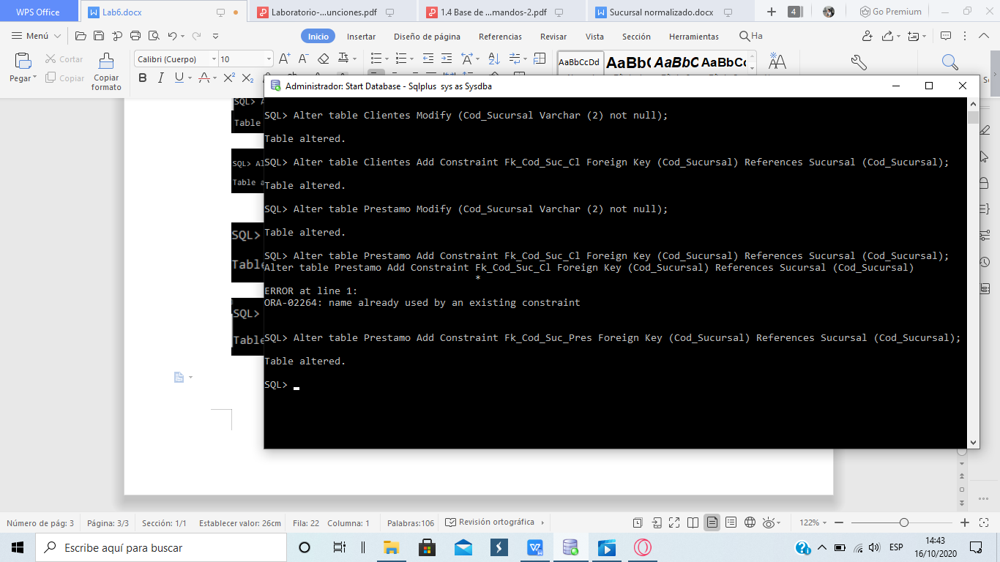 WPS Office
Lab6.docx
Laboratorio-...unciones.pdf
1.4 Base de ...mandos-2.pdf
Sucursal normalizado.docx
4
Go Premium
Menú
Inicio
Insertar
Diseño de página
Referencias
Revisar
Vista
Sección
Herramientas
Ha
Pegar
Cortar
Copiar
Copiar
formato
Calibri (Cuerpo)
10
AaBbCcDd
AaBbC
Administrador: Start Database - Sqlplus sys as Sysdba
SQL> Alter table Clientes Modify (Cod_Sucursal Varchar (2) not null);
Table altered.
SQL> Alter table Clientes Add Constraint Fk_Cod_Suc_Cl Foreign Key (Cod_Sucursal) References Sucursal (Cod_Sucursal);
Table altered.
SQL> Alter table Prestamo Modify (Cod_Sucursal Varchar (2) not null);
Table altered.
SQL> Alter table Prestamo Add Constraint Fk_Cod_Suc_Cl Foreign Key (Cod_Sucursal) References Sucursal (Cod_Sucursal);
Alter table Prestamo Add Constraint Fk_Cod_Suc_Cl Foreign Key (Cod_Sucursal) References Sucursal (Cod_Sucursal)
*
ERROR at line 1:
ORA-02264: name already used by an existing constraint
SQL> Alter table Prestamo Add Constraint Fk_Cod_Suc_Pres Foreign Key (Cod_Sucursal) References Sucursal (Cod_Sucursal);
Table altered.
SQL>
SQL> A
Table
SQL> Al
Table a
SQL>
Table
SQL>
Table
Número de pág: 3
Página: 3/3
Sección: 1/1
Establecer valor: 26cm
Fila: 22
Columna: 1
Palabras:106
Revisión ortográfica
122%
Escribe aquí para buscar
ESP
14:43
16/10/2020